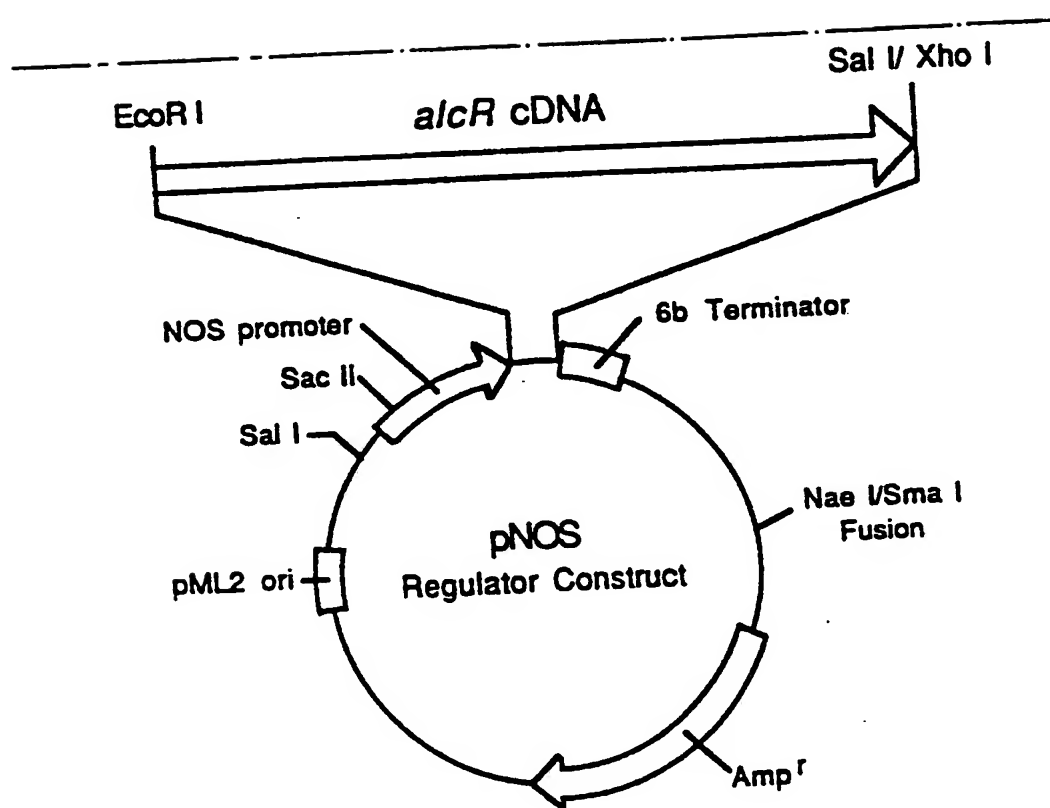 Sal I/ Xho I
EcoR I
alcR cDNA
6b Terminator
NOS promoter
Sac II
Sal I
Nae I/Sma I
Fusion
pNOS
Regulator Construct
pML2 ori
Amp r